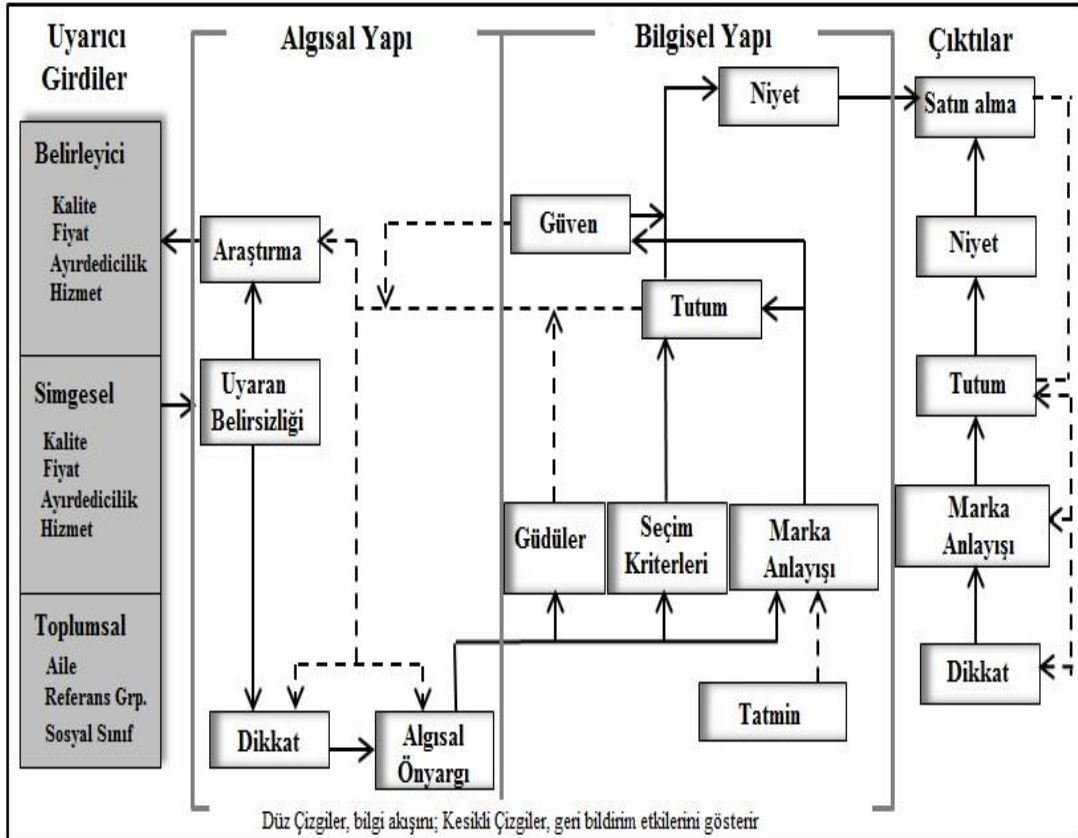 Uyarıcı
Girdiler
Belirleyici
Kalite
Fiyat
Ayırdedicilik
Hizmet
Simgesel
Kalite
Fiyat
Ayırdedicilik
Hizmet
Toplumsal
Aile
Referans Grp.
Sosyal Sınıf
Algısal Yapı
Araştırma
Uyaran
Belirsizliği
Dikkat
Algısal
Önyargı
Bilgisel Yapı
Niyet
Güven
Tutum
Güdüler
Seçim
Kriterleri
Marka
Anlayışı
Tatmin
Çıktılar
Satın alma
Niyet
Tutum
Marka
Anlayışı
Dikkat
Düz Çizgiler, bilgi akışını; Kesikli Çizgiler, geri bildirim etkilerini gösterir